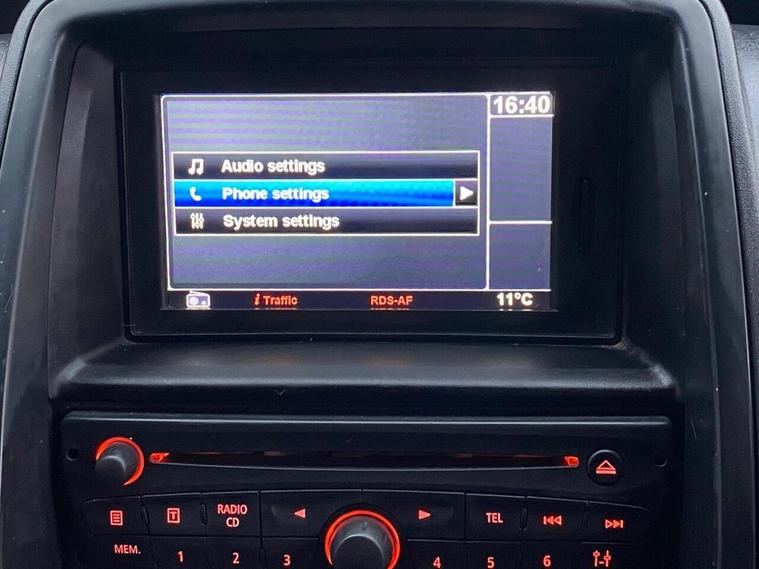 16:40
Audio settings
Phone settings
System settings
i Traffic
RDS-AF
11°C
RADIO
CD
TEL
MEM.
1
2
3
4
5
6